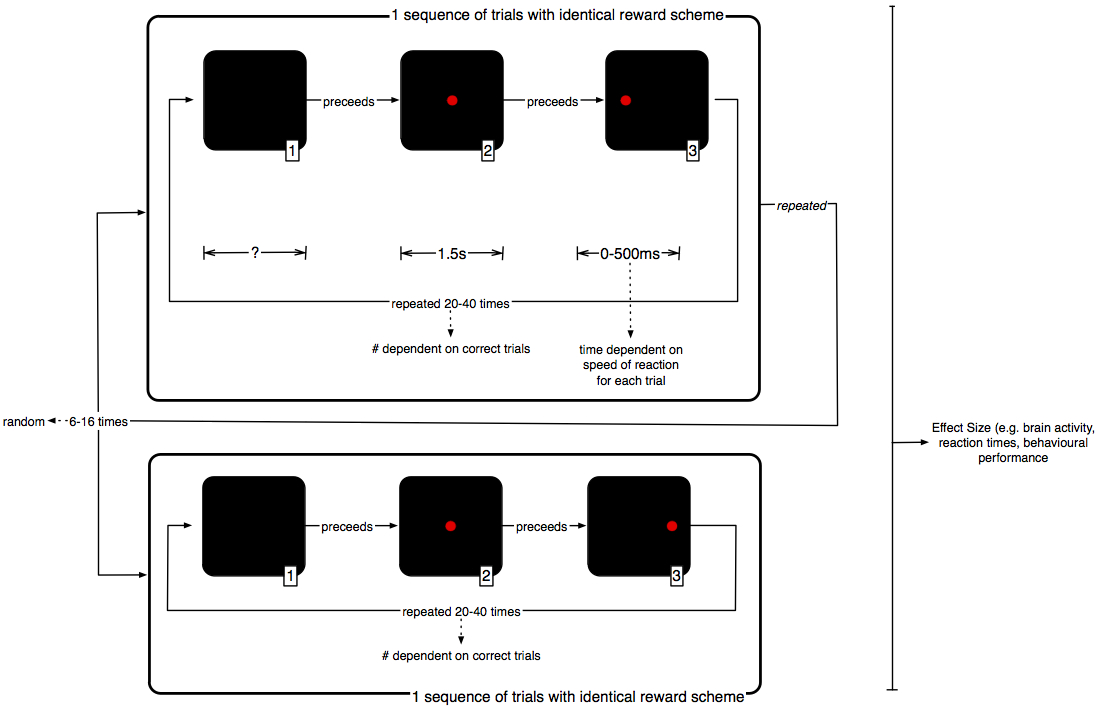 1 sequence of trials with identical reward scheme
preceeds
preceeds
1
2
3
repeated
?
1.5s
0-500ms
repeated 20-40 times
# dependent on correct trials
time dependent on
speed of reaction
for each trial
random
6-16 times
Effect Size (e.g. brain activity,
reaction times, behavioural
performance
preceeds
preceeds
1
2
3
repeated 20-40 times
# dependent on correct trials
1 sequence of trials with identical reward scheme